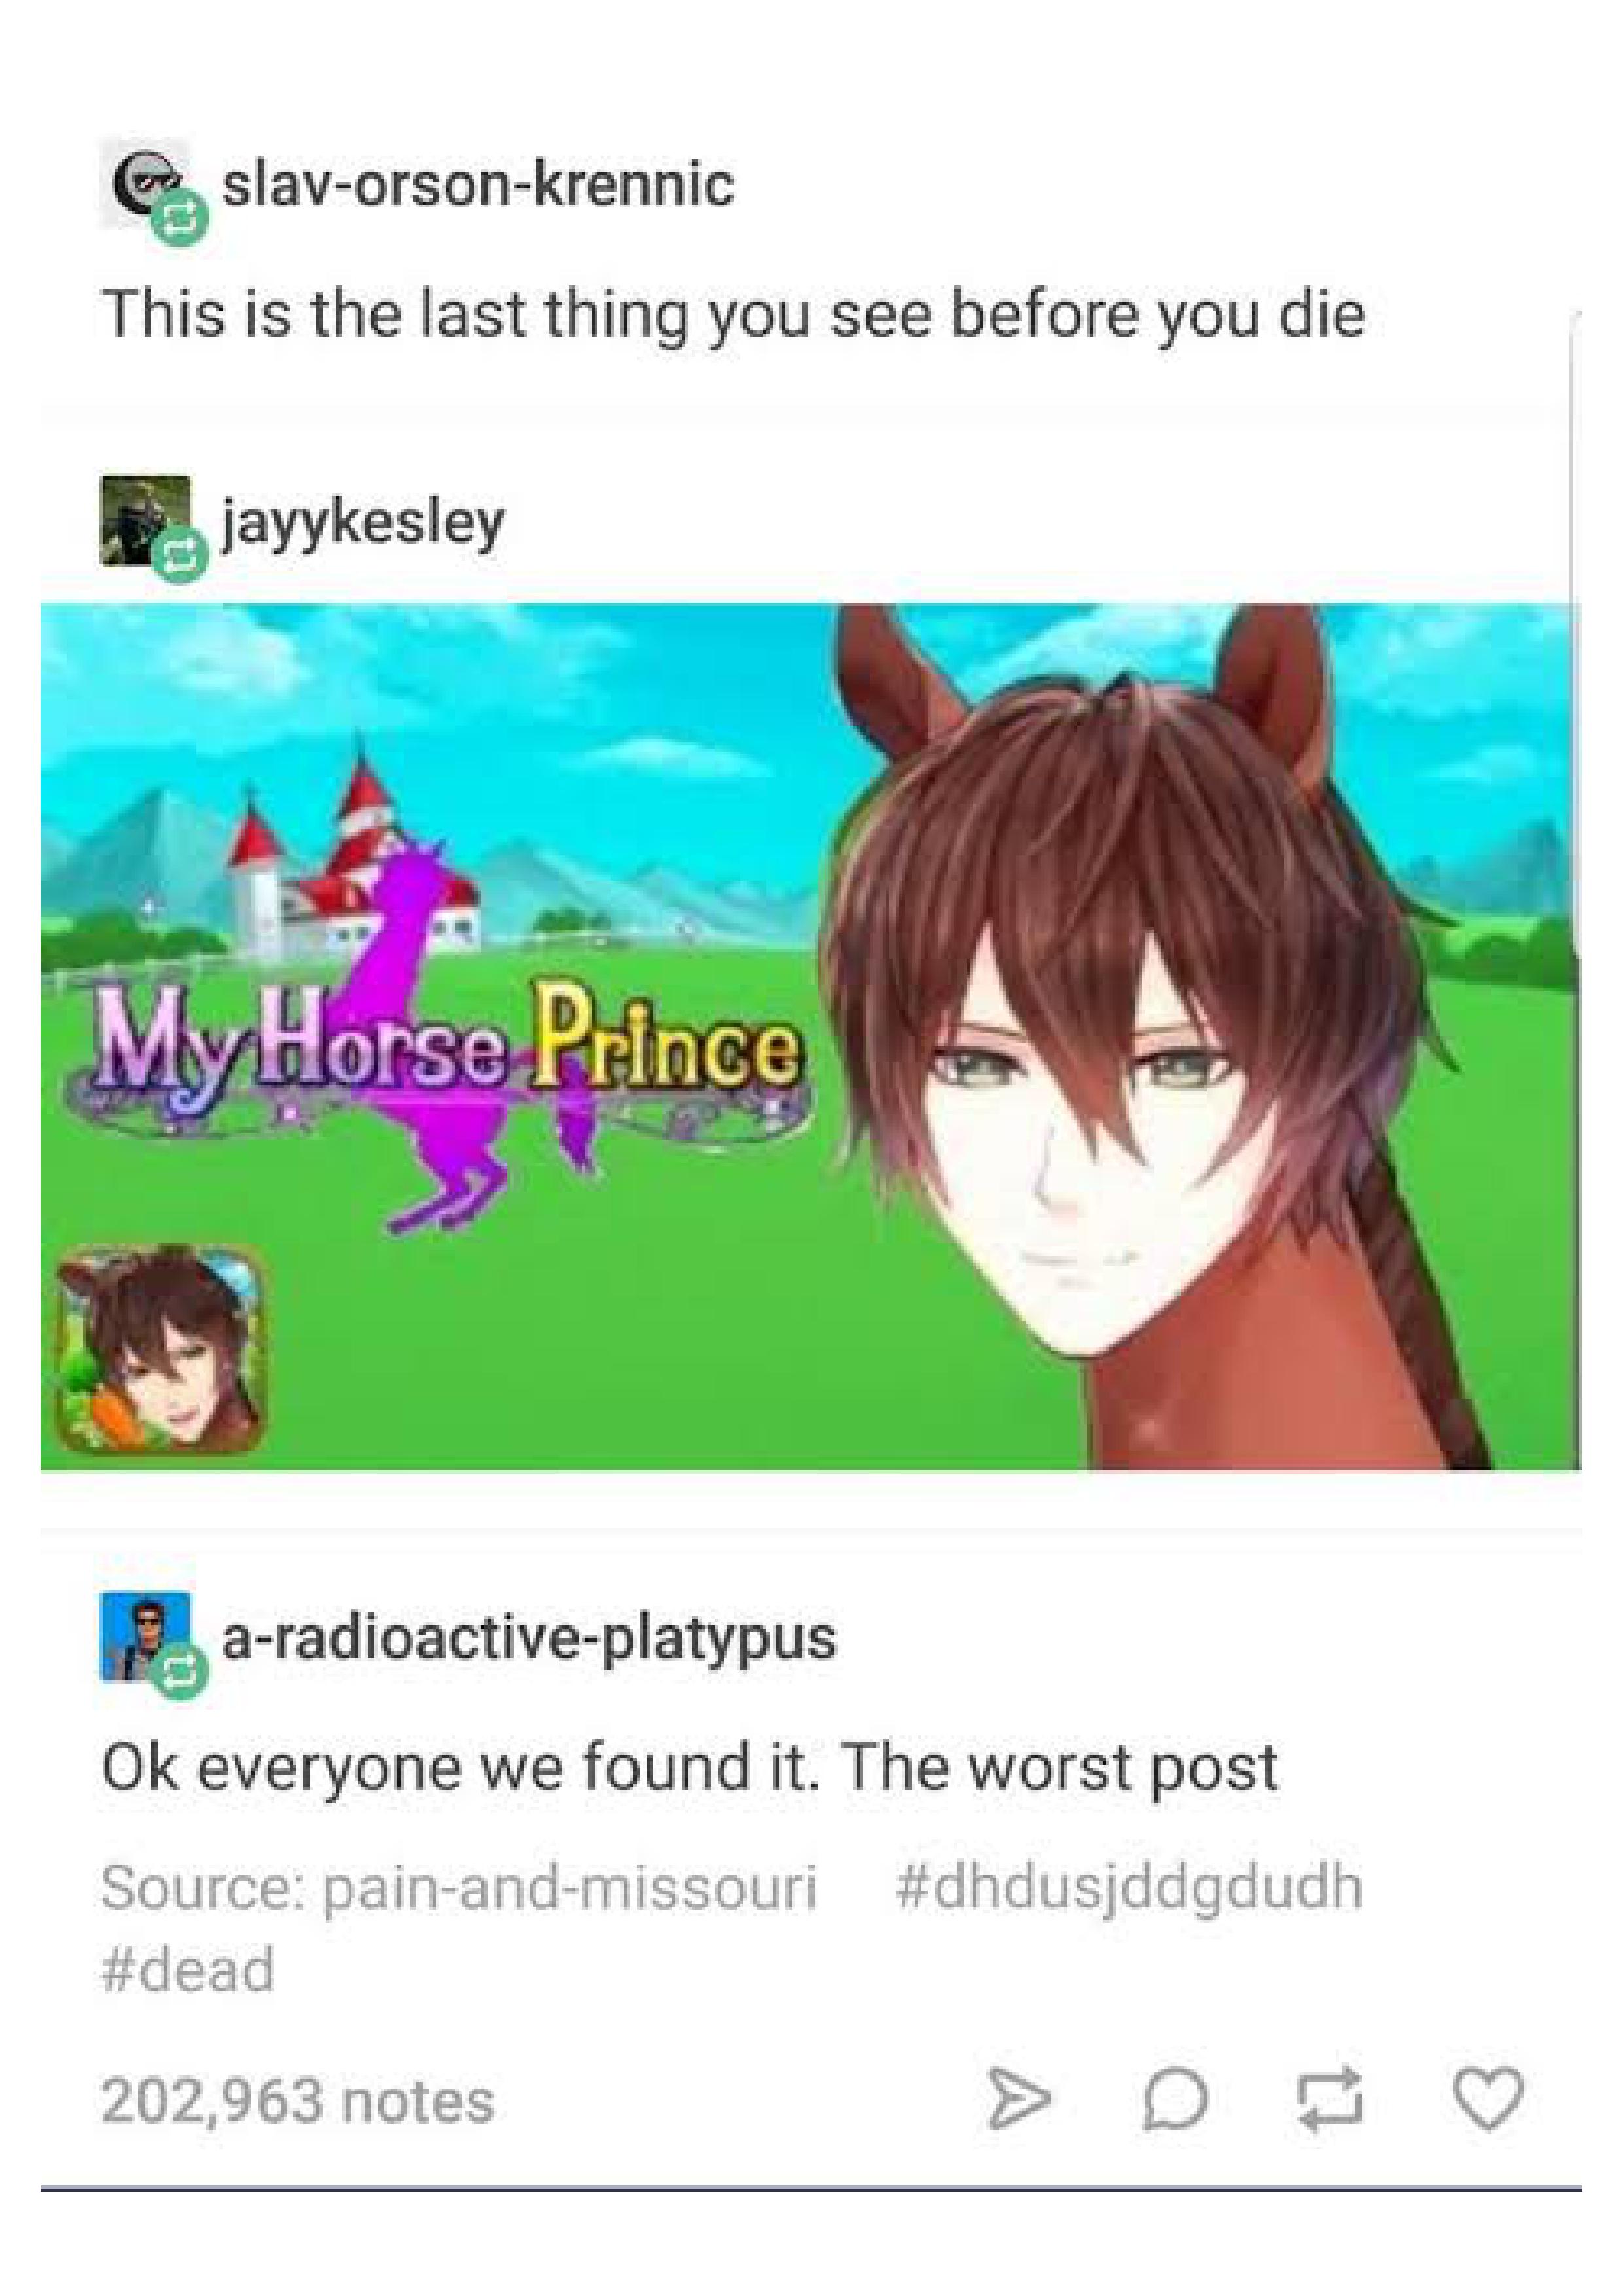 slav-orson-krennic
This is the last thing you see before you die
jayykesley
My Horse Prince
a-radioactive-platypus
Ok everyone we found it. The worst post
Source: pain-and-missouri #dhdusjddgdudh
#dead
202,963 notes